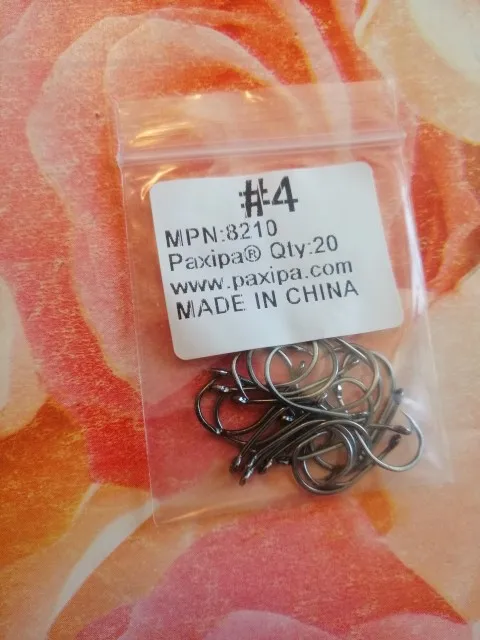 #4
MPN:8210
Paxipa® Qty:20
www.paxipa.com
MADE IN CHINA